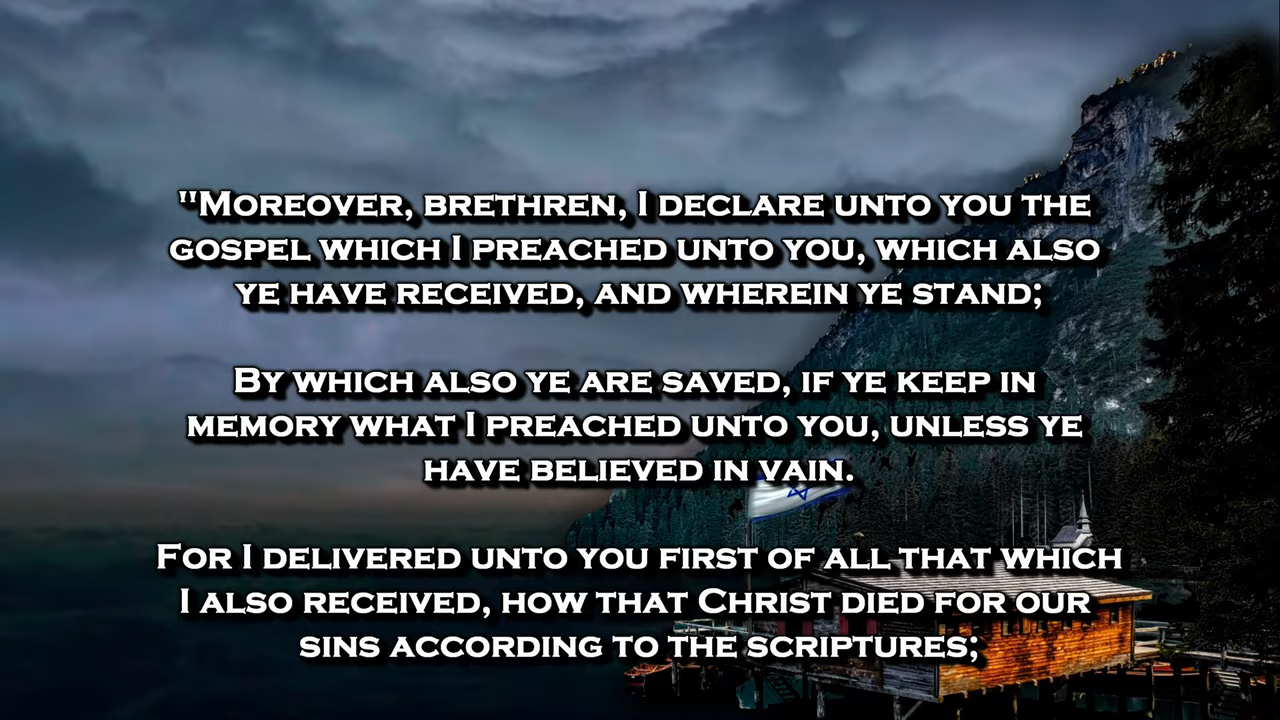 "Moreover, brethren, I declare unto you the
gospel which I preached unto you, which also
ye have received, and wherein ye stand;
By which also ye are saved, if ye keep in
memory what I preached unto you, unless ye
have believed in vain.
For I delivered unto you first of all that which
I also received, how that Christ died for our
sins according to the scriptures;